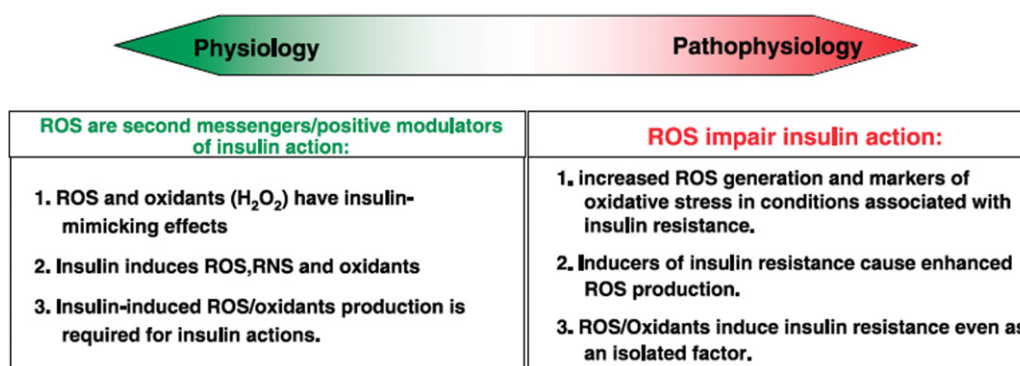 Physiology
Pathophysiology
ROS are second messengers/positive modulators
of insulin action:
1. ROS and oxidants (H₂O₂) have insulin-
mimicking effects
2. Insulin induces ROS,RNS and oxidants
3. Insulin-induced ROS/oxidants production is
required for insulin actions.
ROS impair insulin action:
1. increased ROS generation and markers of
oxidative stress in conditions associated with
insulin resistance.
2. Inducers of insulin resistance cause enhanced
ROS production.
3. ROS/Oxidants induce insulin resistance even as
an isolated factor.